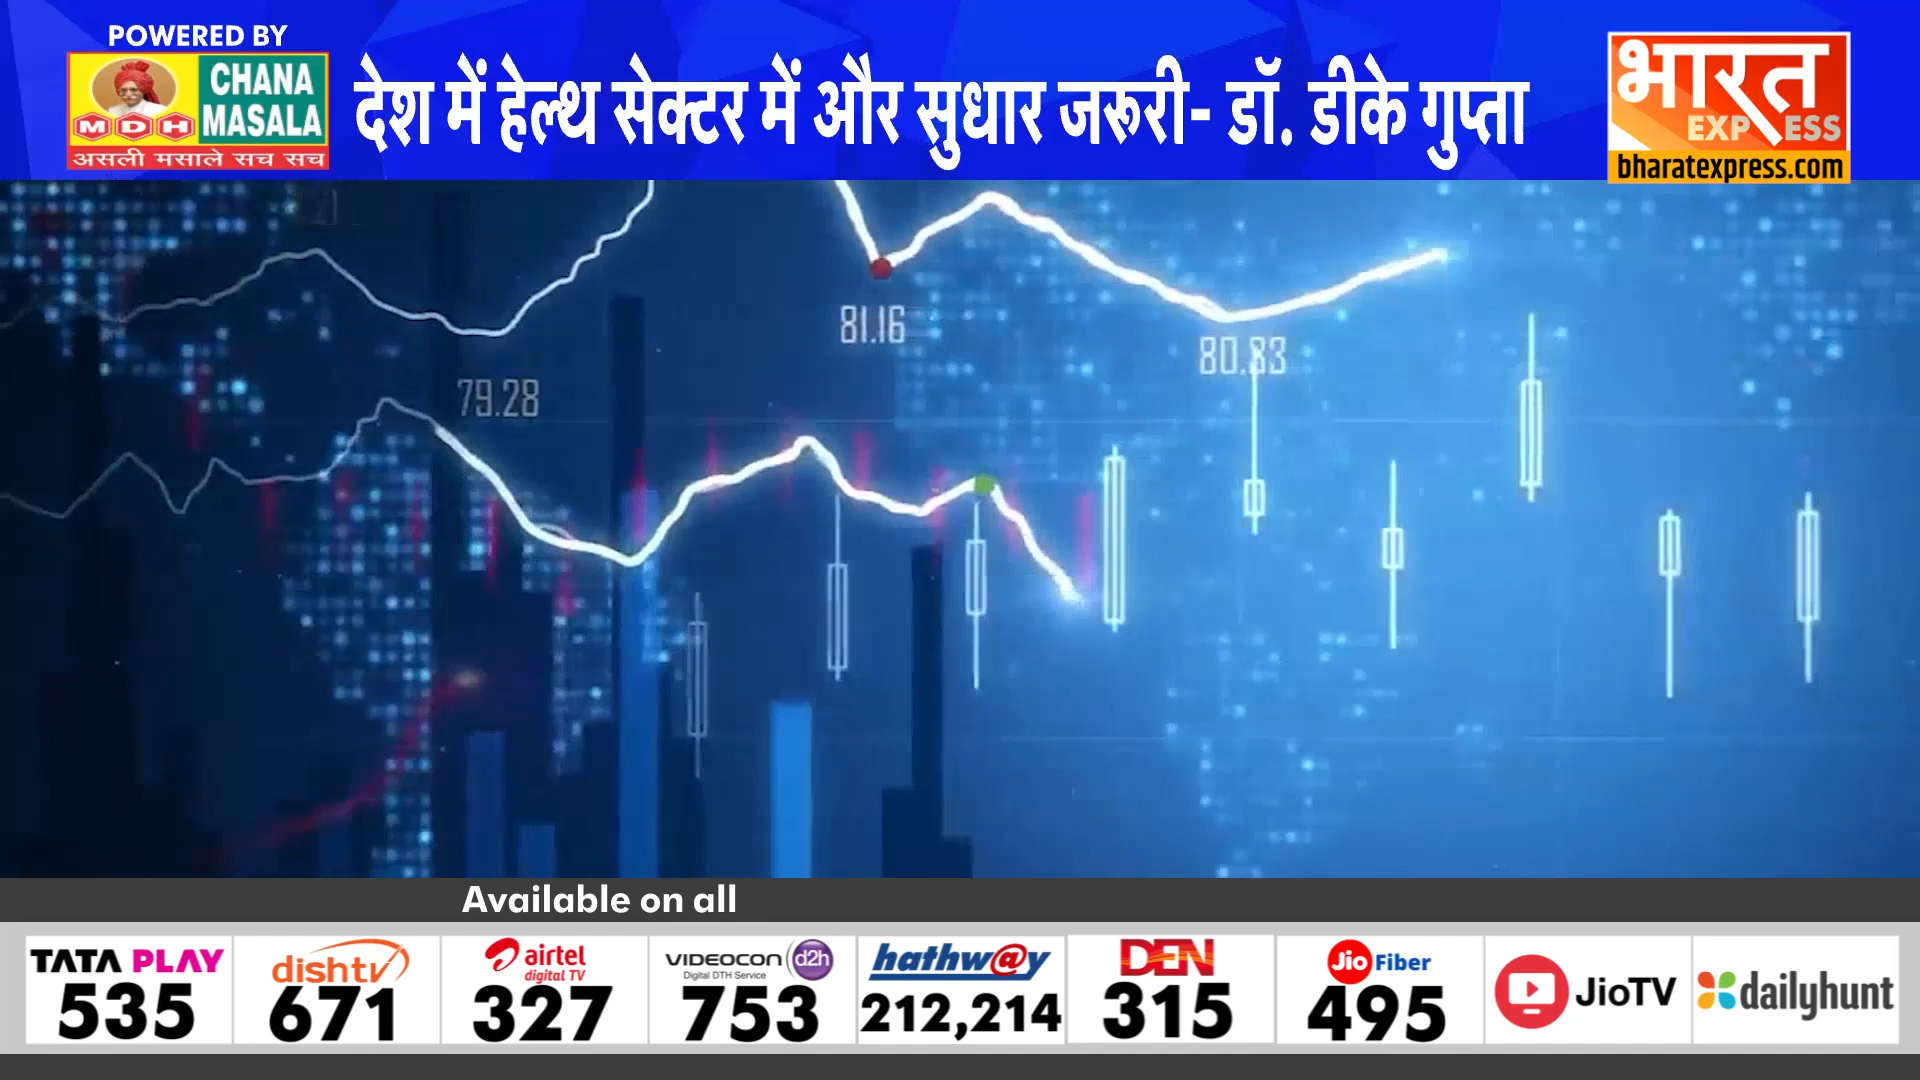 POWERED BY
CHANA
MASALA
MDH
असली मसाले सच सच
देश में हेल्थ सेक्टर में और सुधार जरूरी- डॉ. डीके गुप्ता
भारत
EXPRESS
bharatexpress.com
81.16
80.83
79.28
Available on all
TATA PLAY
535
dishtv
671
airtel
digital TV
327
VIDEOCON d2h
Digital DTH Service
753
hathway
212,214
DEN
315
Jio Fiber
495
JioTV
dailyhunt